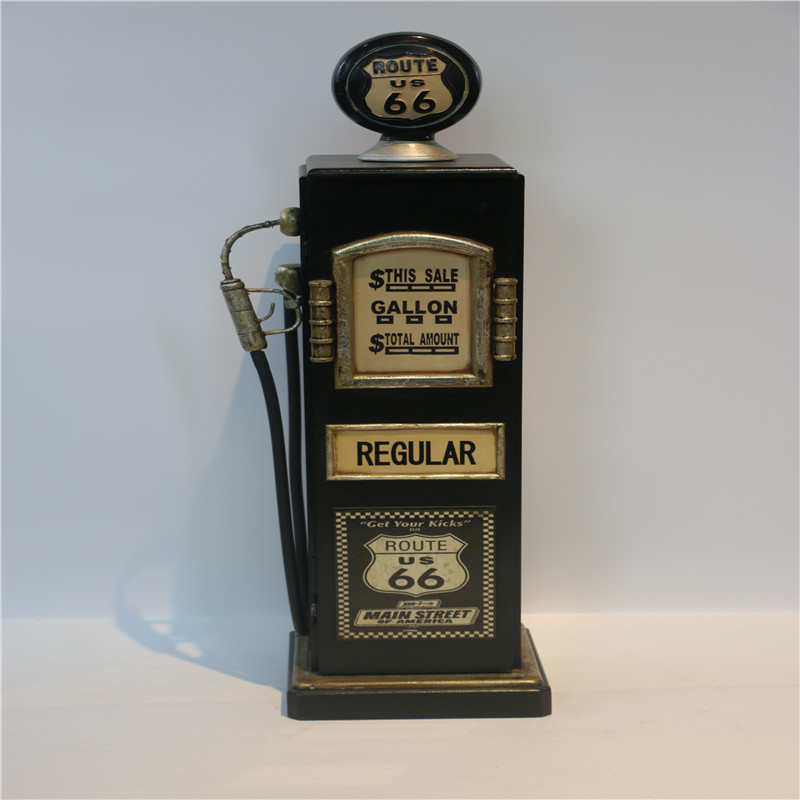 ROUTE
US
66
$THIS SALE
GALLON
$TOTAL AMOUNT
REGULAR
"Get Your Kicks"
ROUTE
US
66
MAIN STREET
OF AMERICA